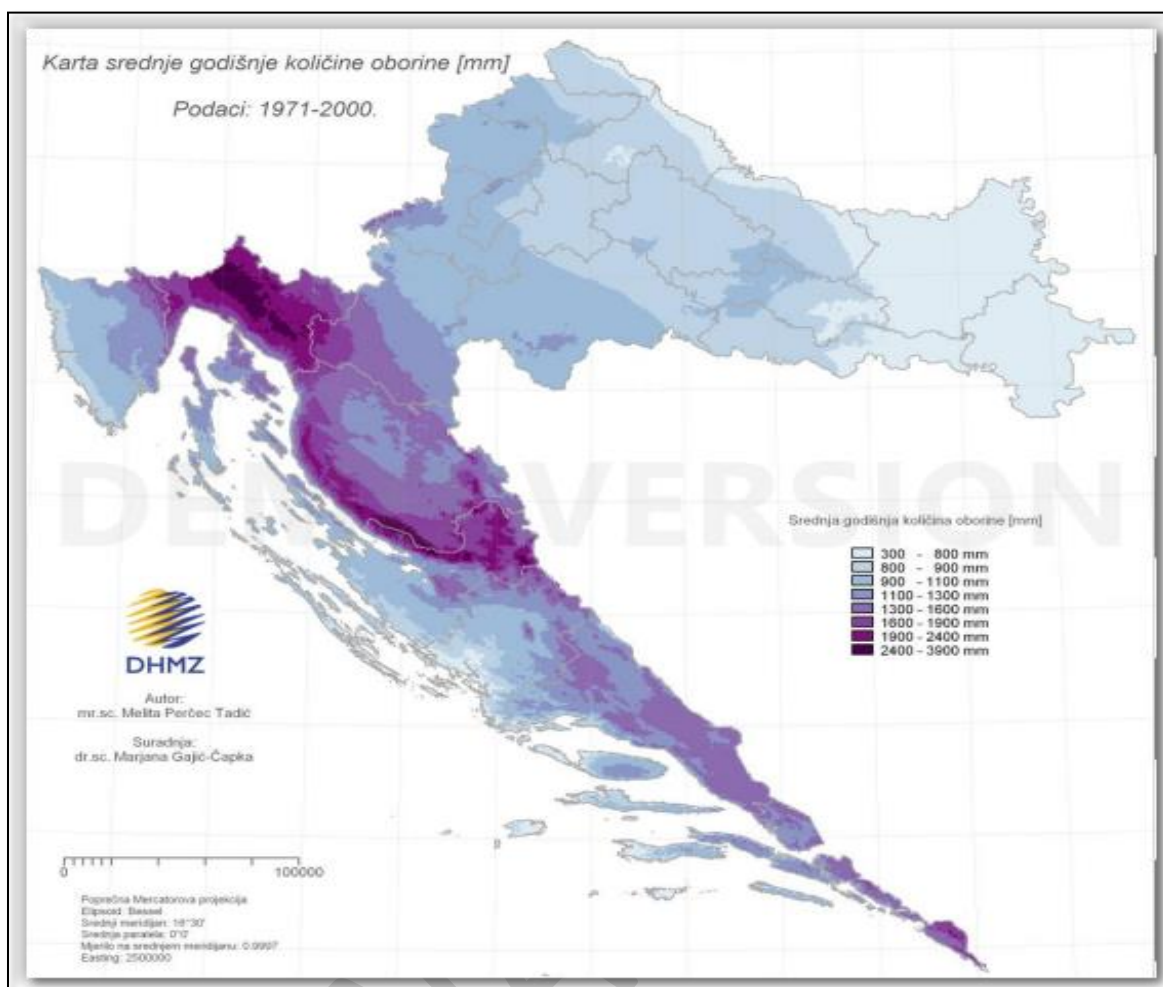 Karta srednje godišnje količine oborine [mm]
Podaci: 1971-2000.
DEMO VERSION
Srednja godišnja količina oborine [mm]
300 - 800 mm
800 - 900 mm
900 - 1100 mm
1100 - 1300 mm
1300 - 1600 mm
1600 - 1900 mm
1900 - 2400 mm
2400 - 3900 mm
DHMZ
Autor:
mr.sc. Melita Perčec Tadić
Suradnja:
dr.sc. Marjana Gajić-Čapka
0 100000
Poprečna Mercatorova projekcija
Elipsoid: Bessel
Srednji meridijan: 16°30'
Srednja paralela: 0°0'
Mjerilo na srednjem meridijanu: 0.9997
Easting: 2500000